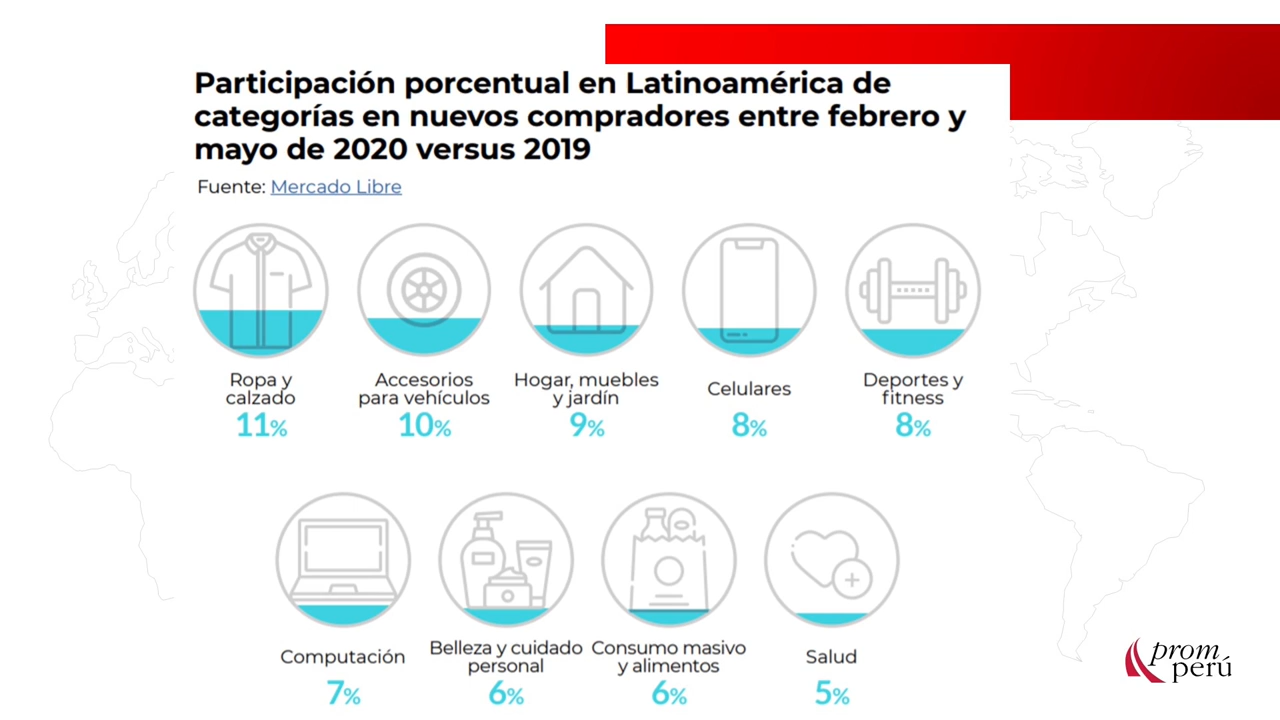 Participación porcentual en Latinoamérica de
categorías en nuevos compradores entre febrero y
mayo de 2020 versus 2019
Fuente: Mercado Libre
Ropa y
calzado
11%
Accesorios
para vehículos
10%
Hogar, muebles
y jardín
9%
Celulares
8%
Deportes y
fitness
8%
Computación
7%
Belleza y cuidado
personal
6%
Consumo masivo
y alimentos
6%
Salud
5%
prom
perú